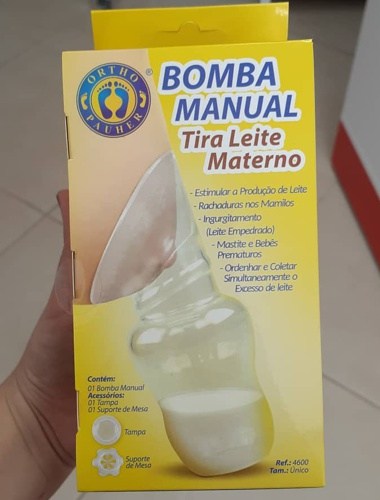 ORTHO
PAUHER
®
BOMBA
MANUAL
Tira Leite
Materno
- Estimular a Produção de Leite
- Rachaduras nos Mamilos
- Ingurgitamento
(Leite Empedrado)
- Mastite e Bebês
Prematuros
- Ordenhar e Coletar
Simultaneamente o
Excesso de leite
Contém:
01 Bomba Manual
Acessórios:
01 Tampa
01 Suporte de Mesa
Tampa
Suporte
de Mesa
Ref.: 4600
Tam.: Único